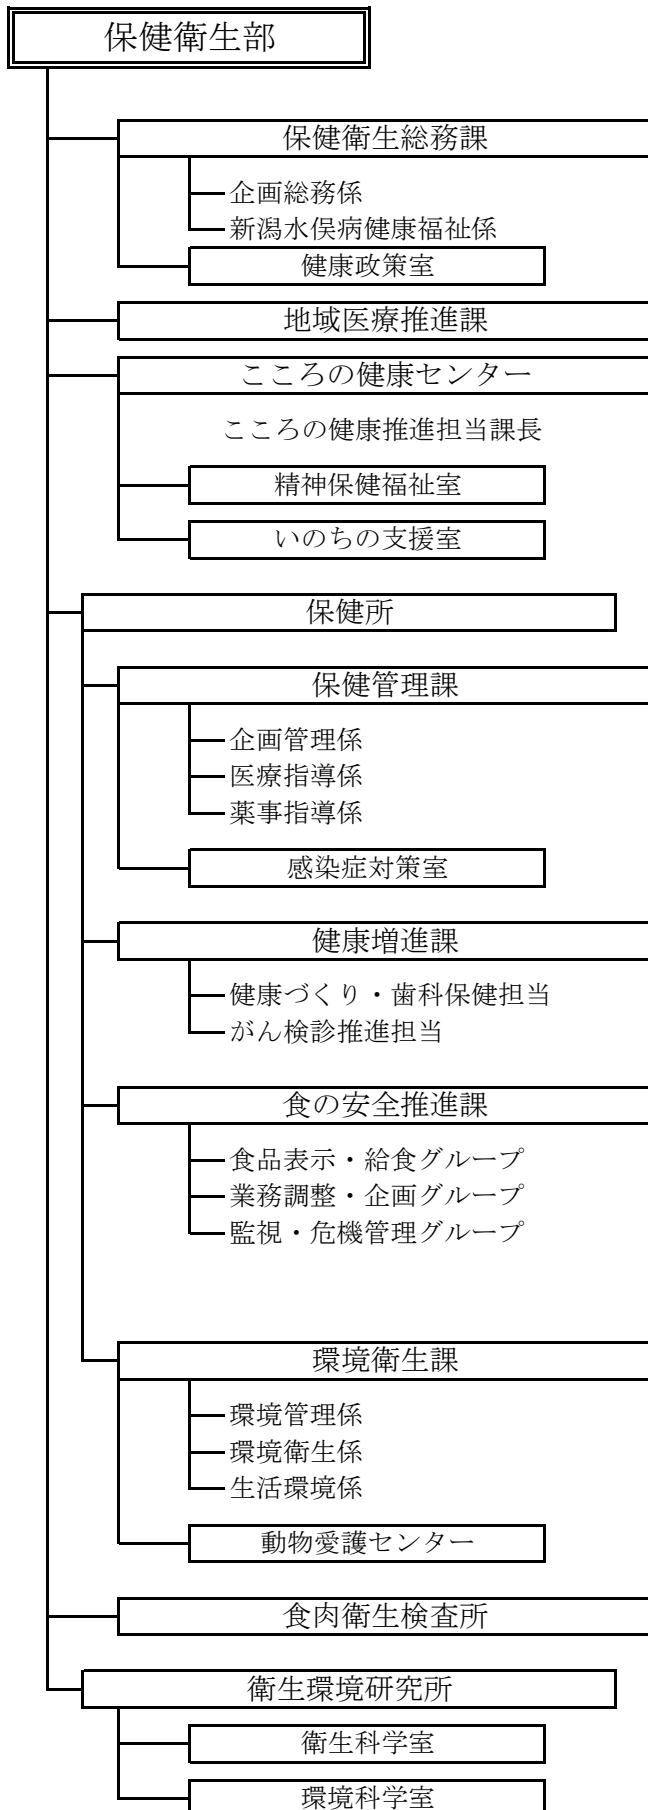 保健衛生部
保健衛生総務課
企画総務係
新潟水俣病健康福祉係
健康政策室
地域医療推進課
こころの健康センター
こころの健康推進担当課長
精神保健福祉室
いのちの支援室
保健所
保健管理課
企画管理係
医療指導係
薬事指導係
感染症対策室
健康増進課
健康づくり・歯科保健担当
がん検診推進担当
食の安全推進課
食品表示・給食グループ
業務調整・企画グループ
監視・危機管理グループ
環境衛生課
環境管理係
環境衛生係
生活環境係
動物愛護センター
食肉衛生検査所
衛生環境研究所
衛生科学室
環境科学室